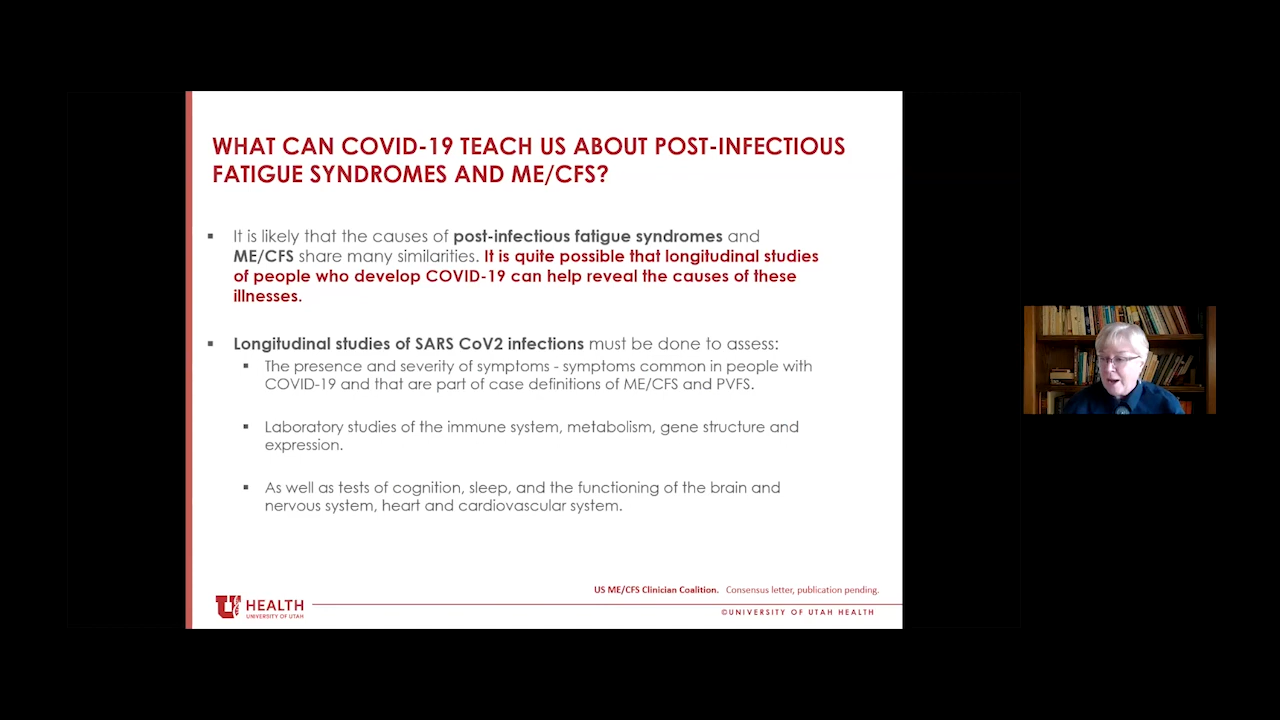 WHAT CAN COVID-19 TEACH US ABOUT POST-INFECTIOUS
FATIGUE SYNDROMES AND ME/CFS?
▪ It is likely that the causes of post-infectious fatigue syndromes and
ME/CFS share many similarities. It is quite possible that longitudinal studies
of people who develop COVID-19 can help reveal the causes of these
illnesses.
▪ Longitudinal studies of SARS CoV2 infections must be done to assess:
▪ The presence and severity of symptoms - symptoms common in people with
COVID-19 and that are part of case definitions of ME/CFS and PVFS.
▪ Laboratory studies of the immune system, metabolism, gene structure and
expression.
▪ As well as tests of cognition, sleep, and the functioning of the brain and
nervous system, heart and cardiovascular system.
US ME/CFS Clinician Coalition. Consensus letter, publication pending.
U HEALTH
UNIVERSITY OF UTAH
©UNIVERSITY OF UTAH HEALTH